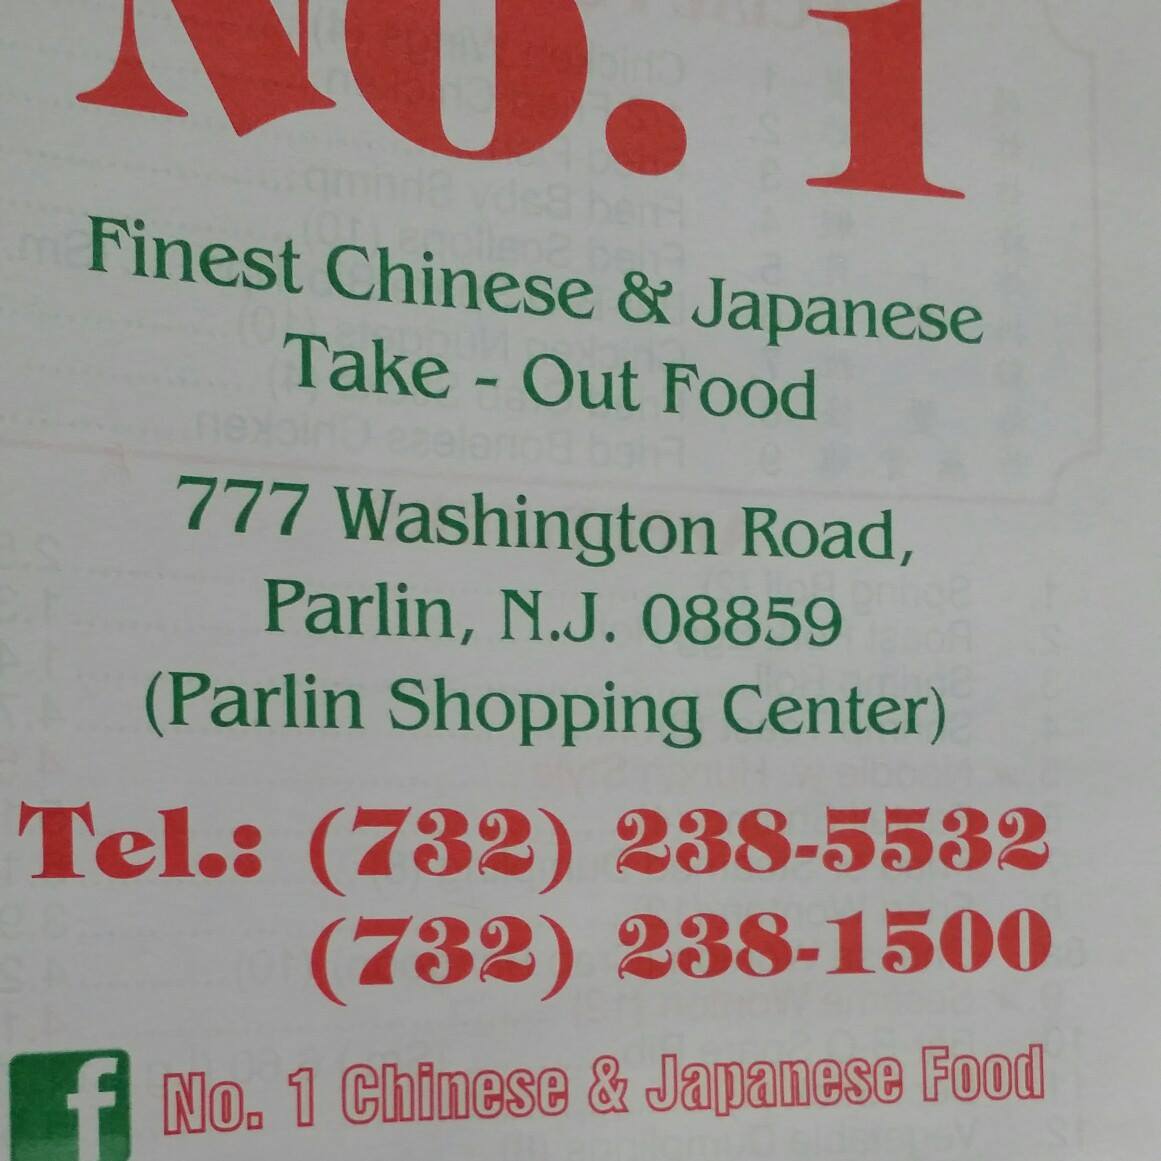 No. 1
Finest Chinese & Japanese
Take - Out Food
777 Washington Road,
Parlin, N.J. 08859
(Parlin Shopping Center)
Tel.: (732) 238-5532
(732) 238-1500
f No. 1 Chinese & Japanese Food